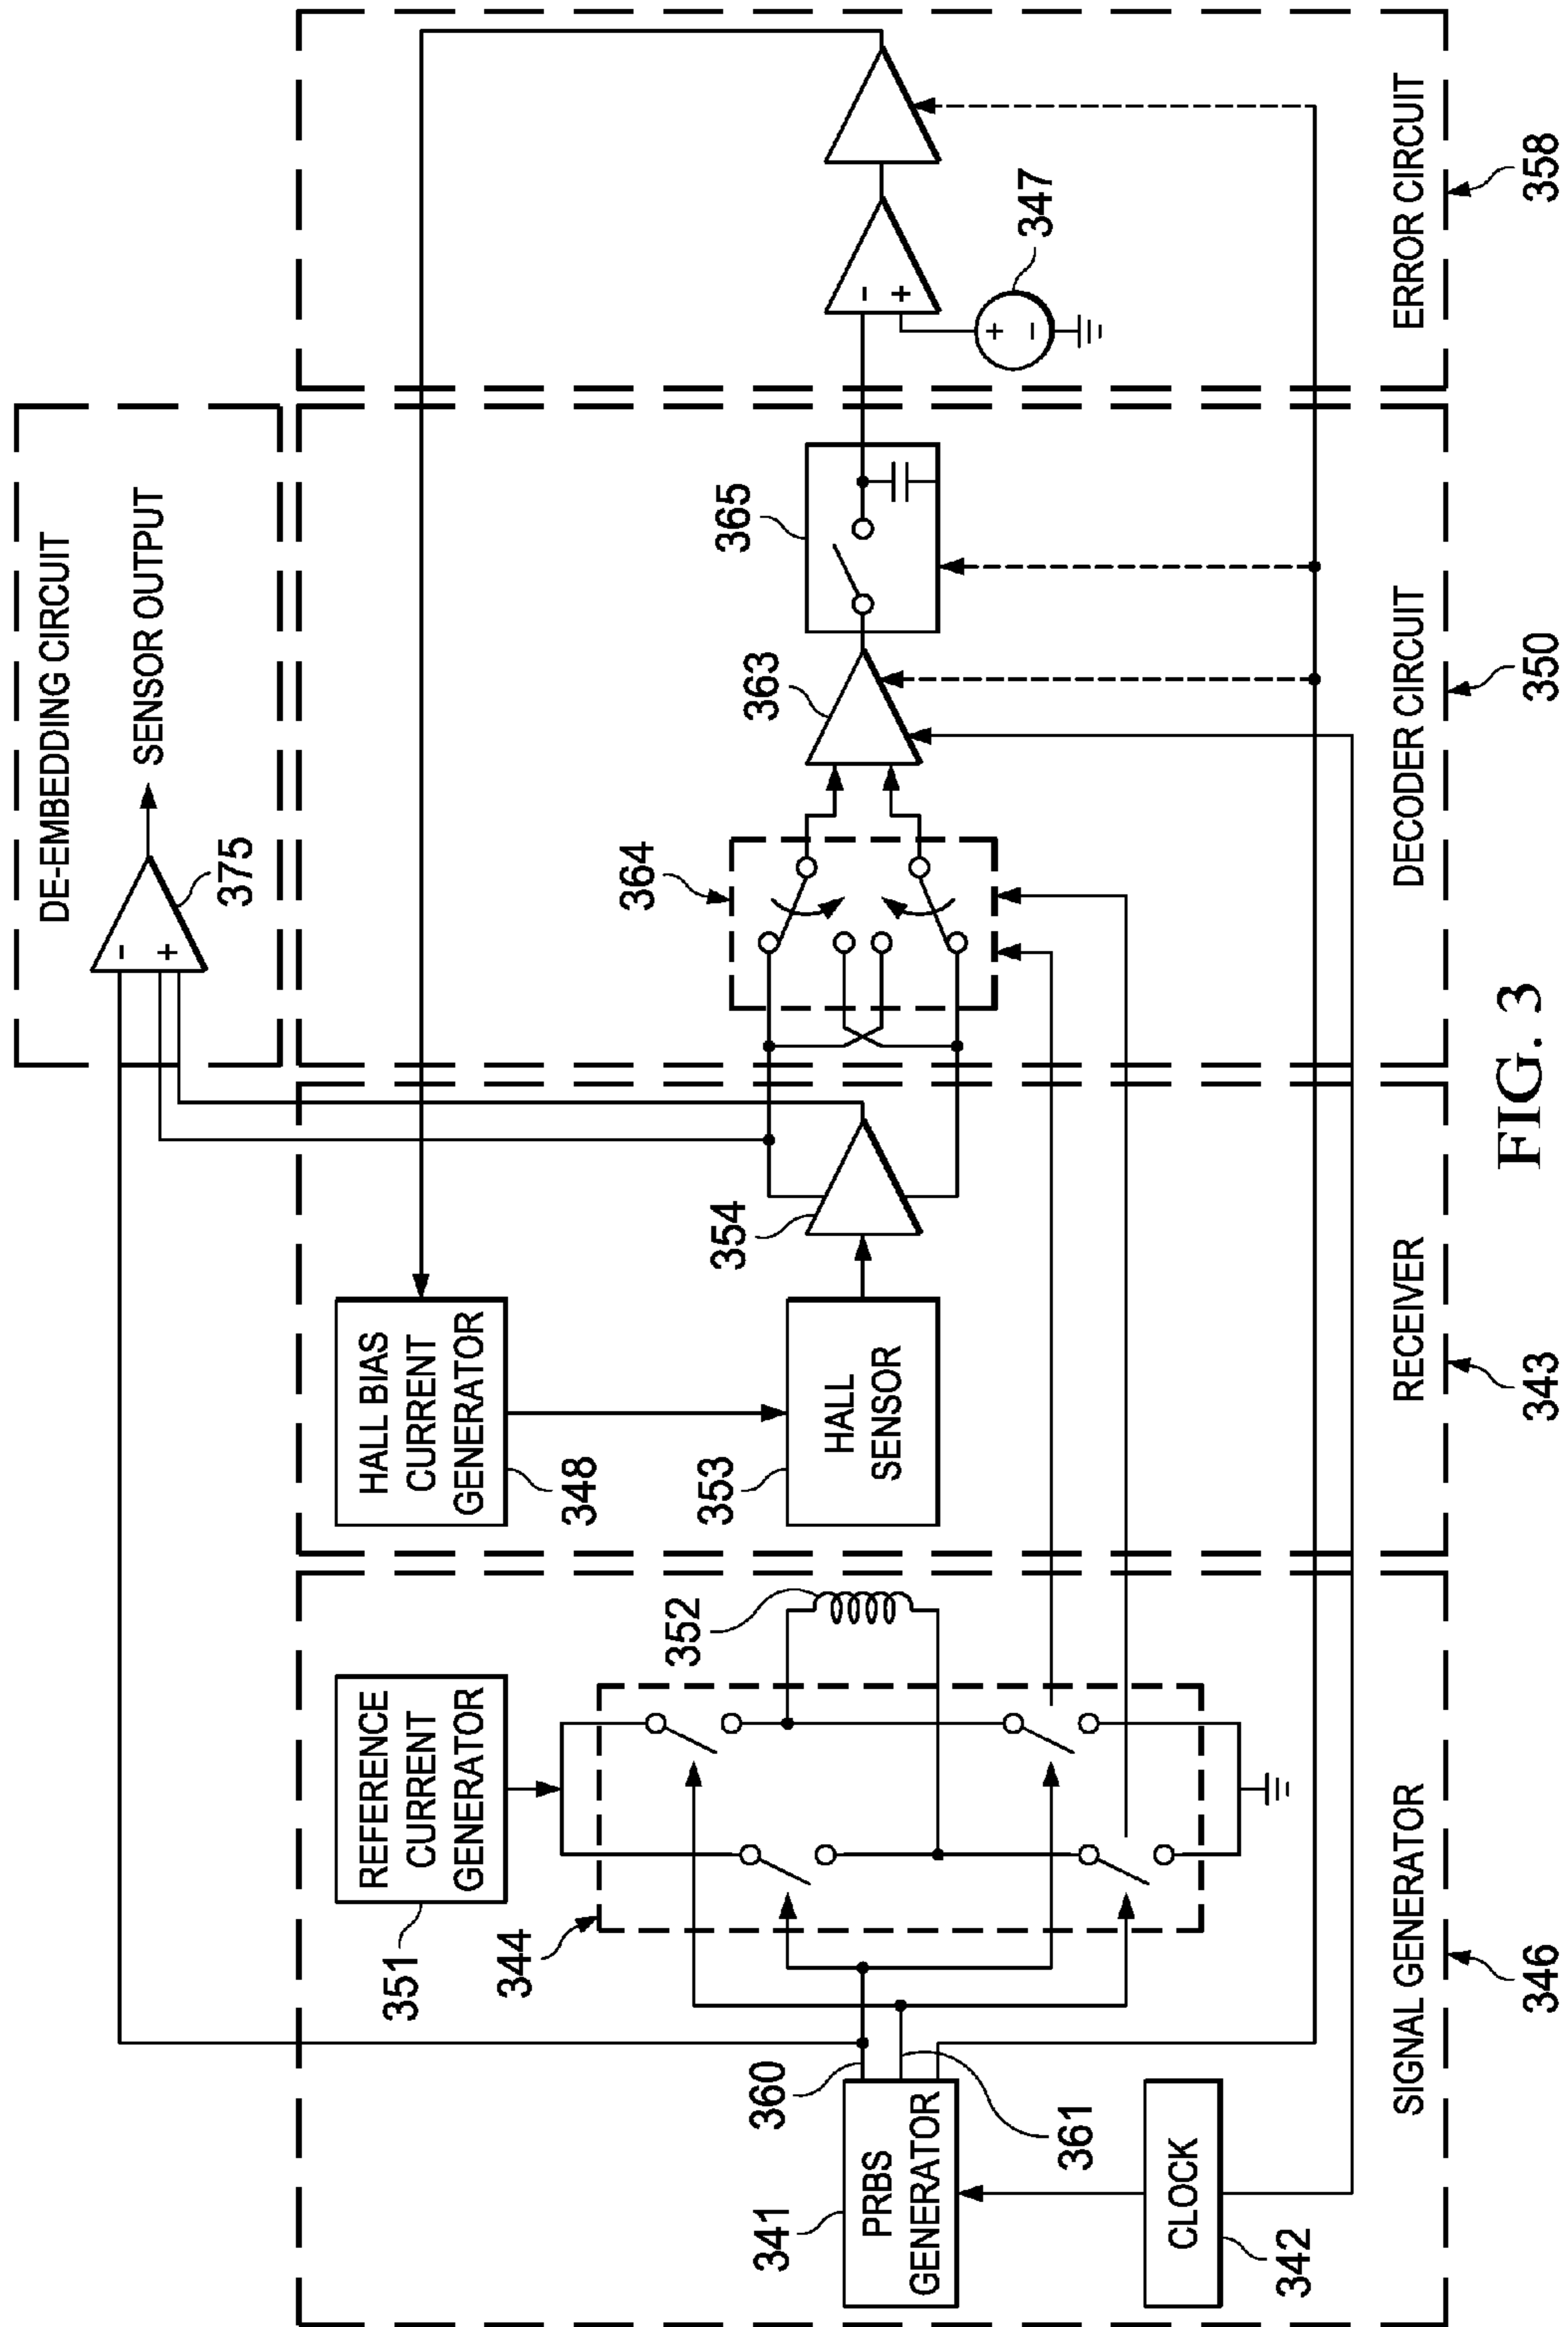 DE-EMBEDDING CIRCUIT
-
+
375
SENSOR OUTPUT
REFERENCE
CURRENT
GENERATOR
351
344
352
360
361
341
PRBS
GENERATOR
CLOCK
342
SIGNAL GENERATOR
346
HALL BIAS
CURRENT
GENERATOR
348
353
HALL
SENSOR
354
RECEIVER
343
364
363
365
DECODER CIRCUIT
350
-
+
+
-
347
ERROR CIRCUIT
358
FIG. 3